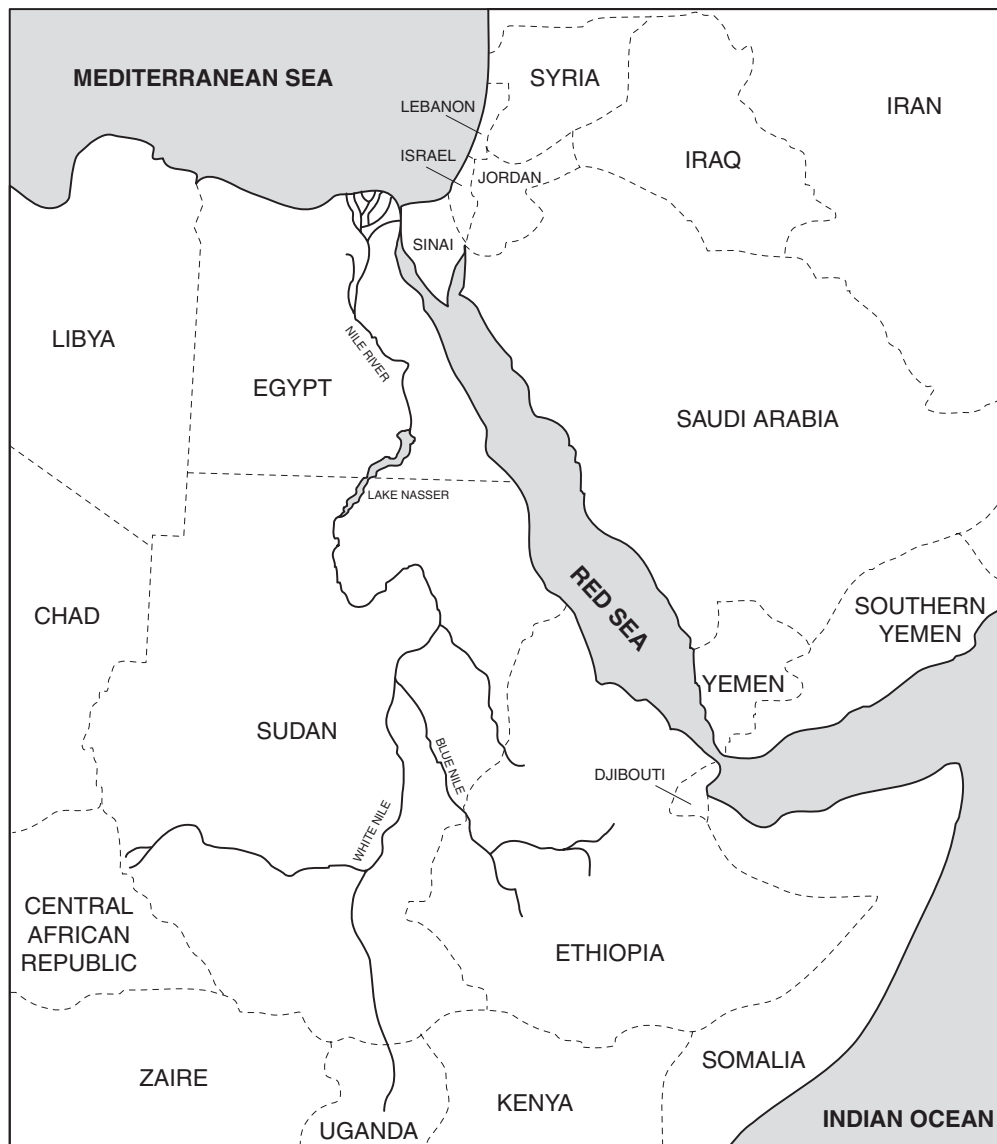 MEDITERRANEAN SEA
SYRIA
LEBANON
IRAN
ISRAEL
IRAQ
JORDAN
SINAI
LIBYA
NILE RIVER
EGYPT
SAUDI ARABIA
LAKE NASSER
RED SEA
CHAD
SOUTHERN
YEMEN
YEMEN
SUDAN
BLUE NILE
DJIBOUTI
WHITE NILE
CENTRAL
AFRICAN
REPUBLIC
ETHIOPIA
SOMALIA
ZAIRE
KENYA
UGANDA
INDIAN OCEAN